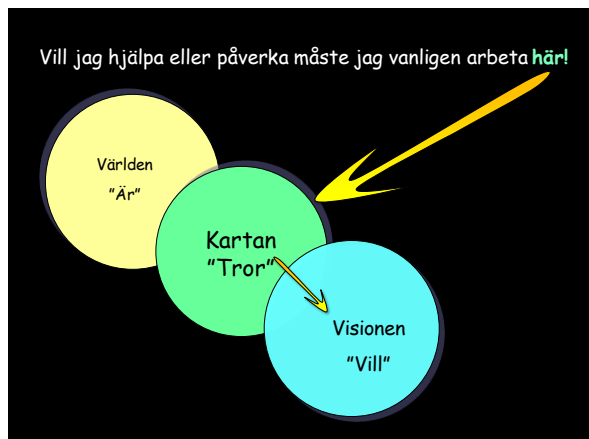 Vill jag hjälpa eller påverka måste jag vanligen arbeta här!
Världen
”Är”
Kartan
”Tror”
Visionen
”Vill”